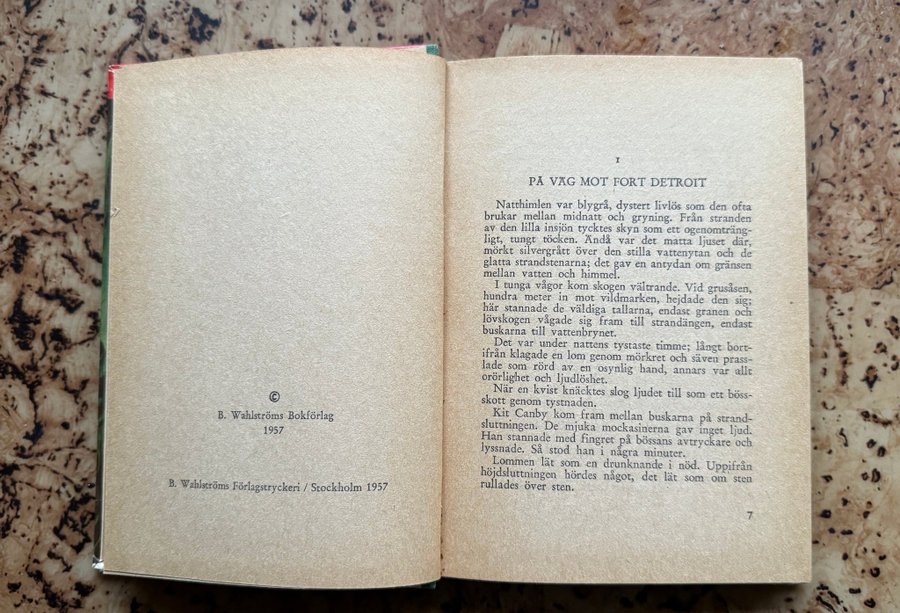 ©
B. Wahlströms Bokförlag
1957
B. Wahlströms Förlagstryckeri / Stockholm 1957
I
PÅ VÄG MOT FORT DETROIT
Natthimlen var blygrå, dystert livlös som den ofta
brukar mellan midnatt och gryning. Från stranden
av den lilla insjön tycktes skyn som ett ogenomträng-
ligt, tungt töcken. Ändå var det matta ljuset där,
mörkt silvergrått över den stilla vattenytan och de
glatta strandstenarna; det gav en antydan om gränsen
mellan vatten och himmel.
I tunga vågor kom skogen vältrande. Vid grusåsen,
hundra meter in mot vildmarken, hejdade den sig;
här stannade de väldiga tallarna, endast granen och
lövskogen vågade sig fram till strandängen, endast
buskarna till vattenbrynet.
Det var under nattens tystaste timme; långt bort-
ifrån klagade en lom genom mörkret och säven prass-
lade som rörd av en osynlig hand, annars var allt
orörlighet och ljudlöshet.
När en kvist knäcktes slog ljudet till som ett böss-
skott genom tystnaden.
Kit Canby kom fram mellan buskarna på strand-
sluttningen. De mjuka mockasinerna gav inget ljud.
Han stannade med fingret på bössans avtryckare och
lyssnade. Så stod han i några minuter.
Lommen lät som en drunknande i nöd. Uppifrån
höjdsluttningen hördes något, det lät som om sten
rullades över sten.
7